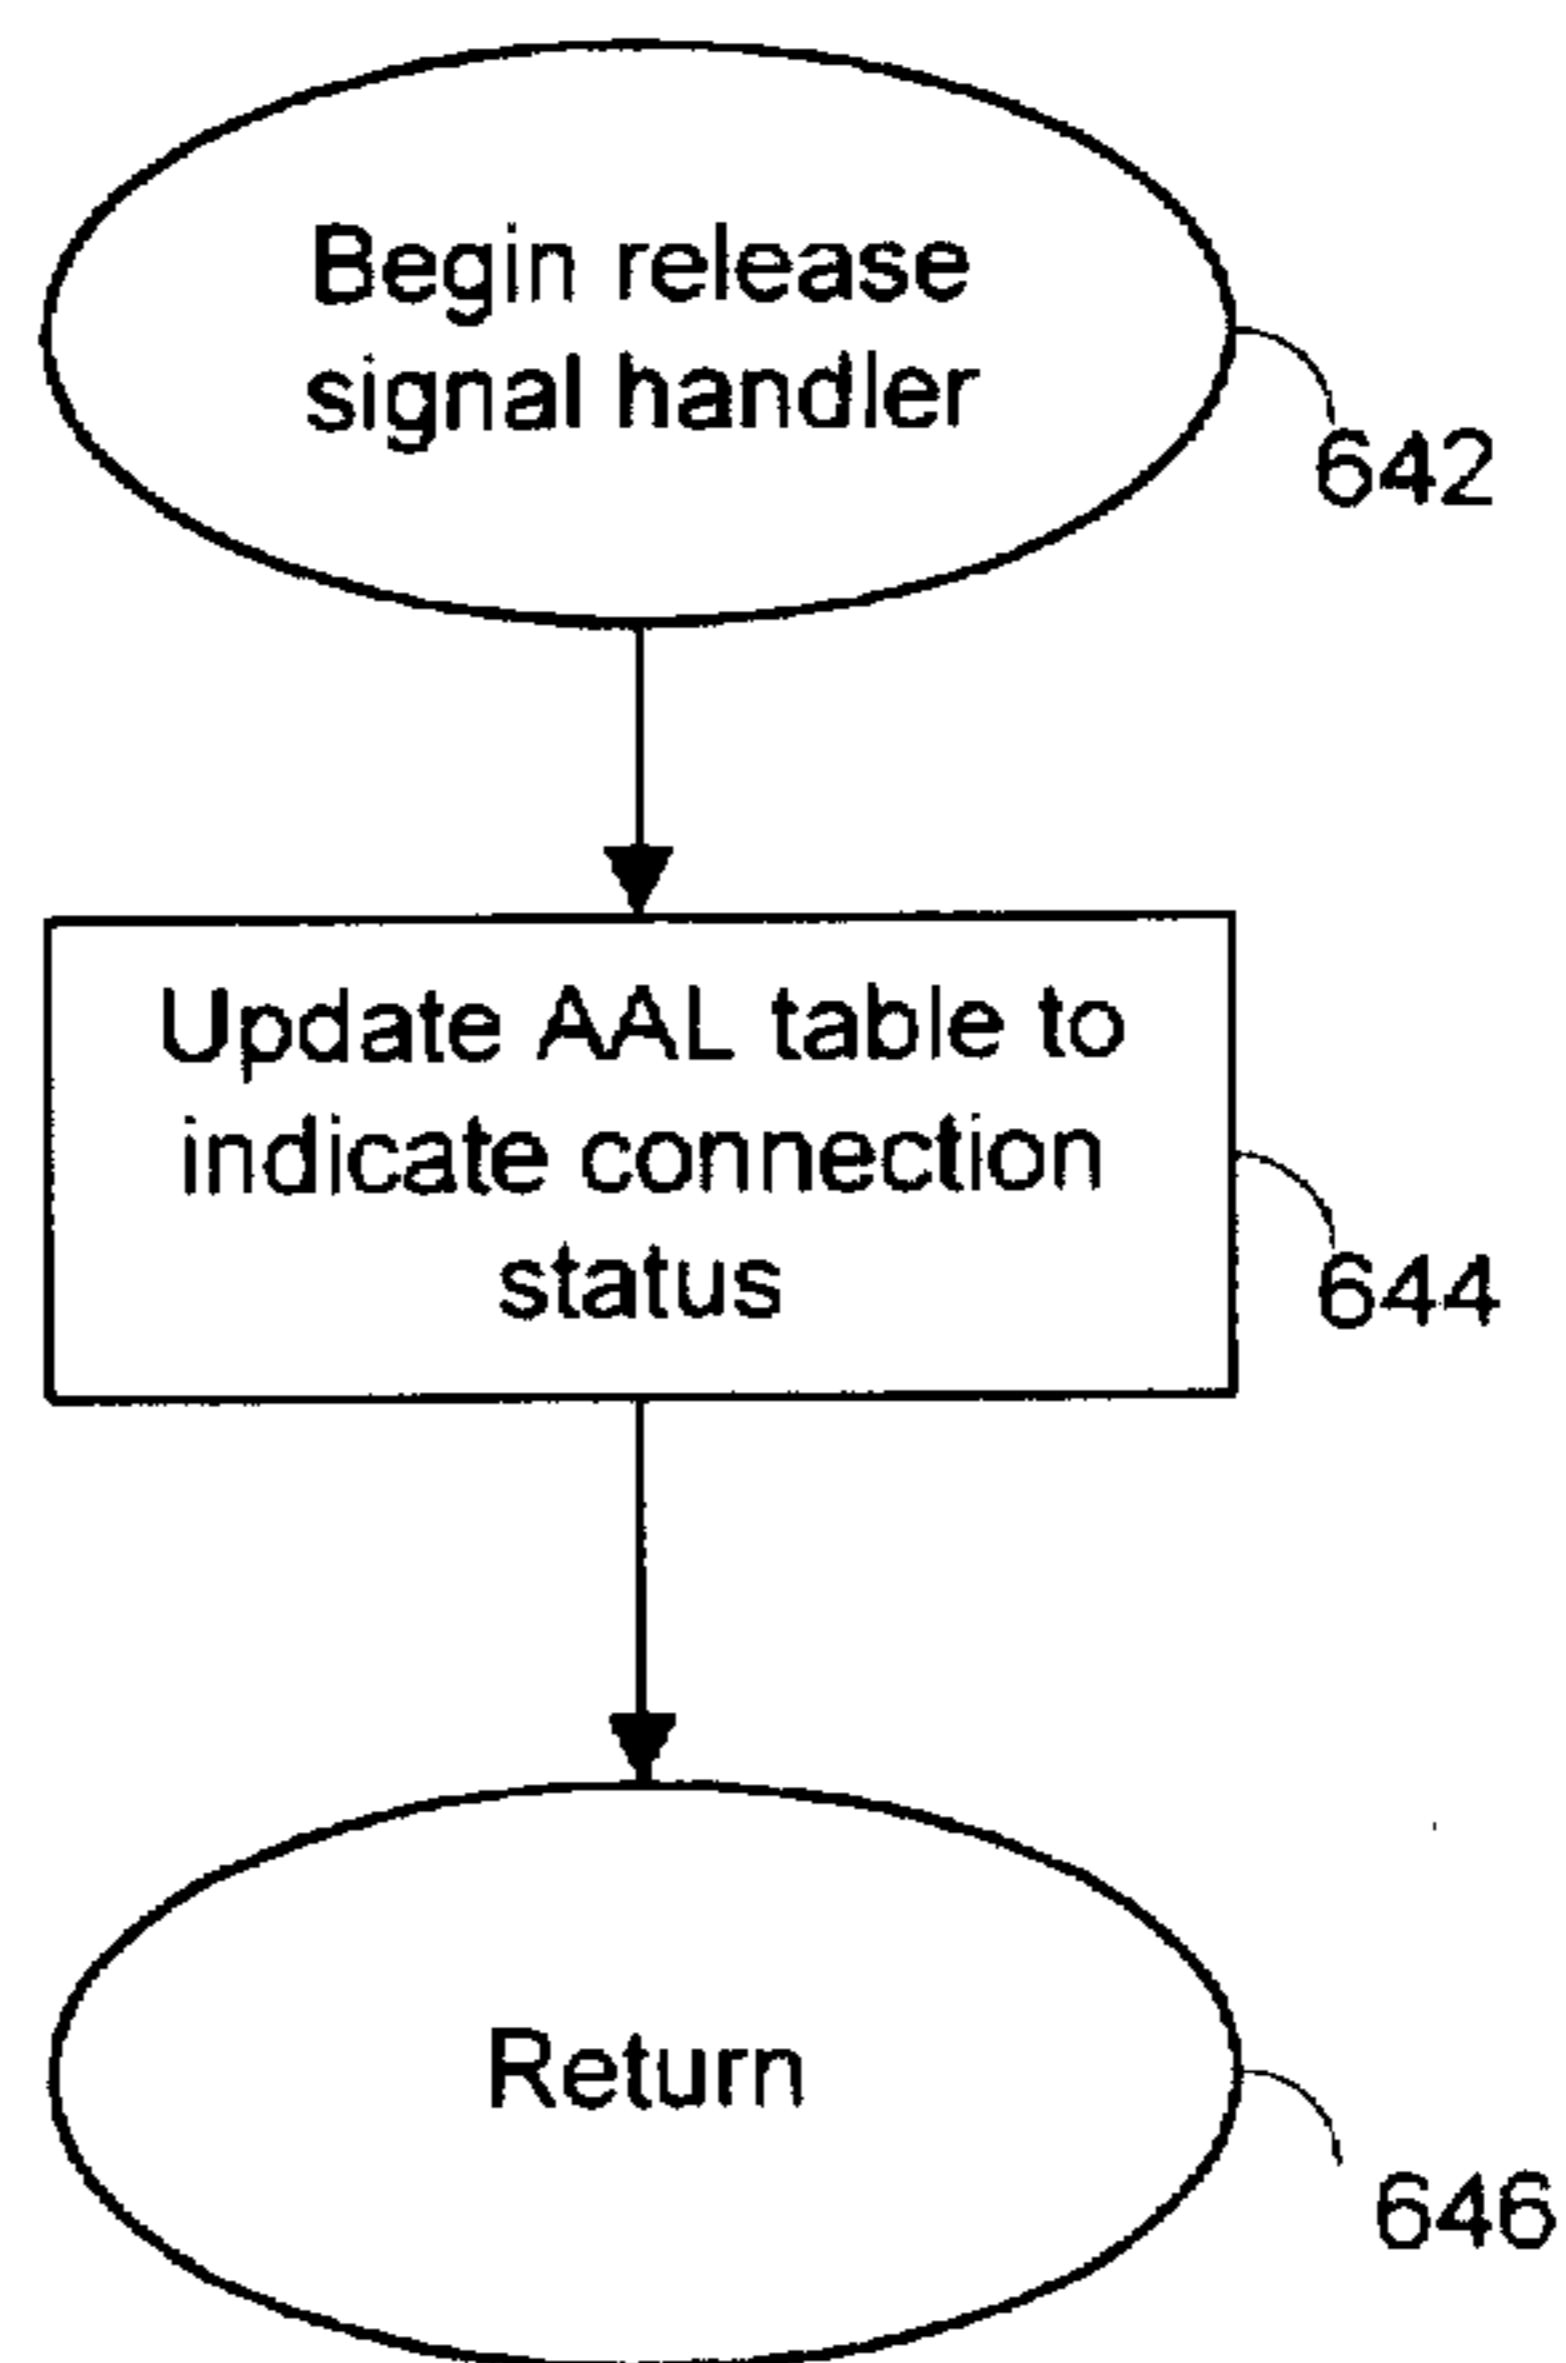 Begin release
signal handler
642
Update AAL table to
indicate connection
status
644
Return
646